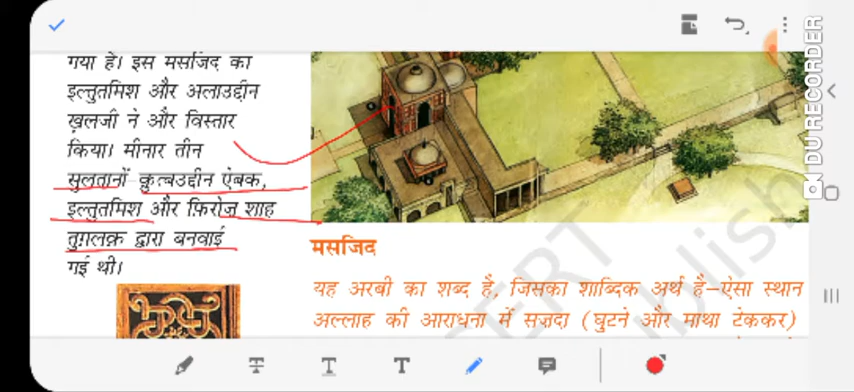 गया है। इस मसजिद का
इल्तुतमिश और अलाउद्दीन
ख़लजी ने और विस्तार
किया। मीनार तीन
सुलतानों क़ुत्बउद्दीन ऐबक,
इल्तुतमिश और फ़िरोज शाह
तुग़लक़ द्वारा बनवाई
गई थी।
मसजिद
यह अरबी का शब्द है, जिसका शाब्दिक अर्थ है–ऐसा स्थान
अल्लाह की आराधना में सज़दा (घुटने और माथा टेककर)
DU RECORDER
T
T